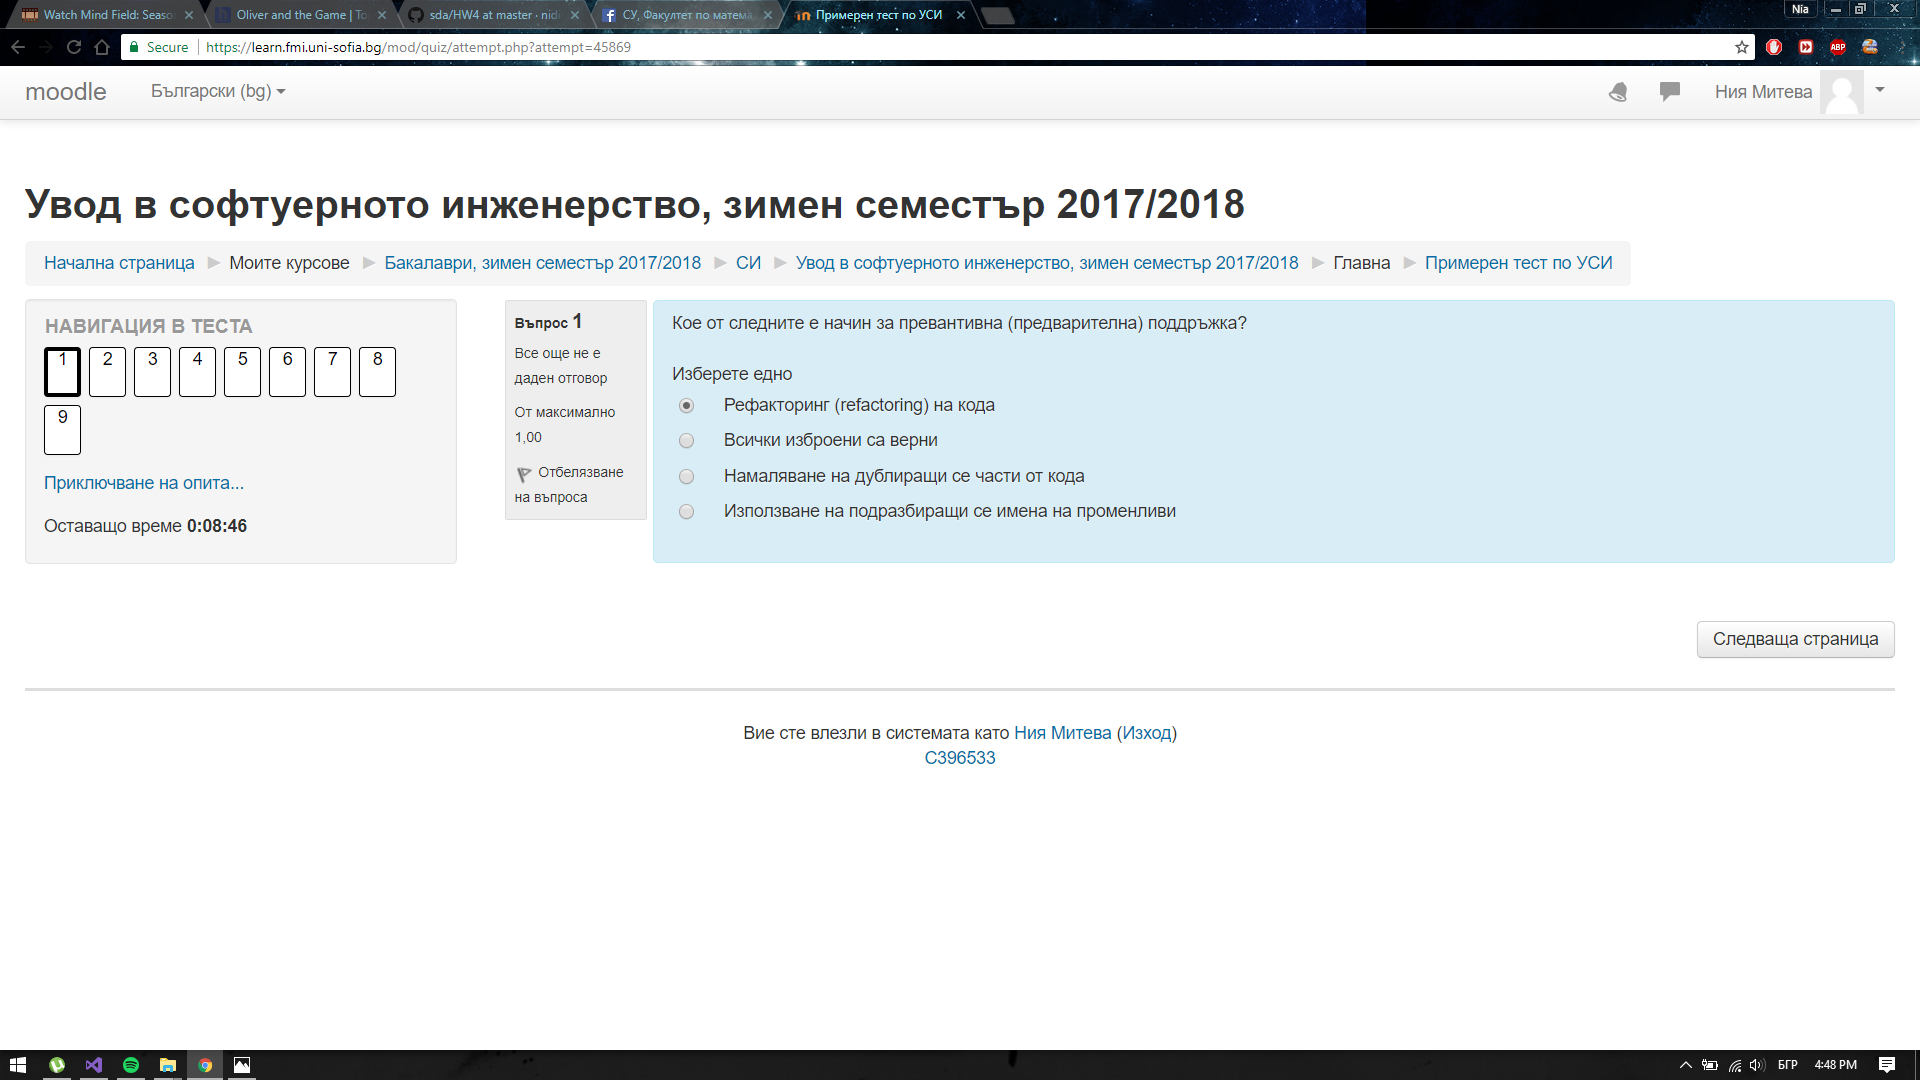 Watch Mind Field: Seaso
Oliver and the Game | To
sda/HW4 at master · nid
СУ, Факултет по матема
Примерен тест по УСИ
Nia
Secure
https://learn.fmi.uni-sofia.bg/mod/quiz/attempt.php?attempt=45869
ABP
moodle
Български (bg)
Ния Митева
Увод в софтуерното инженерство, зимен семестър 2017/2018
Начална страница
Моите курсове
Бакалаври, зимен семестър 2017/2018
СИ
Увод в софтуерното инженерство, зимен семестър 2017/2018
Главна
Примерен тест по УСИ
НАВИГАЦИЯ В ТЕСТА
1 2 3 4 5 6 7 8
9
Приключване на опита...
Оставащо време 0:08:46
Въпрос 1
Все още не е
даден отговор
От максимално
1,00
Отбелязване
на въпроса
Кое от следните е начин за превантивна (предварителна) поддръжка?
Изберете едно
Рефакторинг (refactoring) на кода
Всички изброени са верни
Намаляване на дублиращи се части от кода
Използване на подразбиращи се имена на променливи
Следваща страница
Вие сте влезли в системата като Ния Митева (Изход)
СИ96533
БГР
4:48 PM